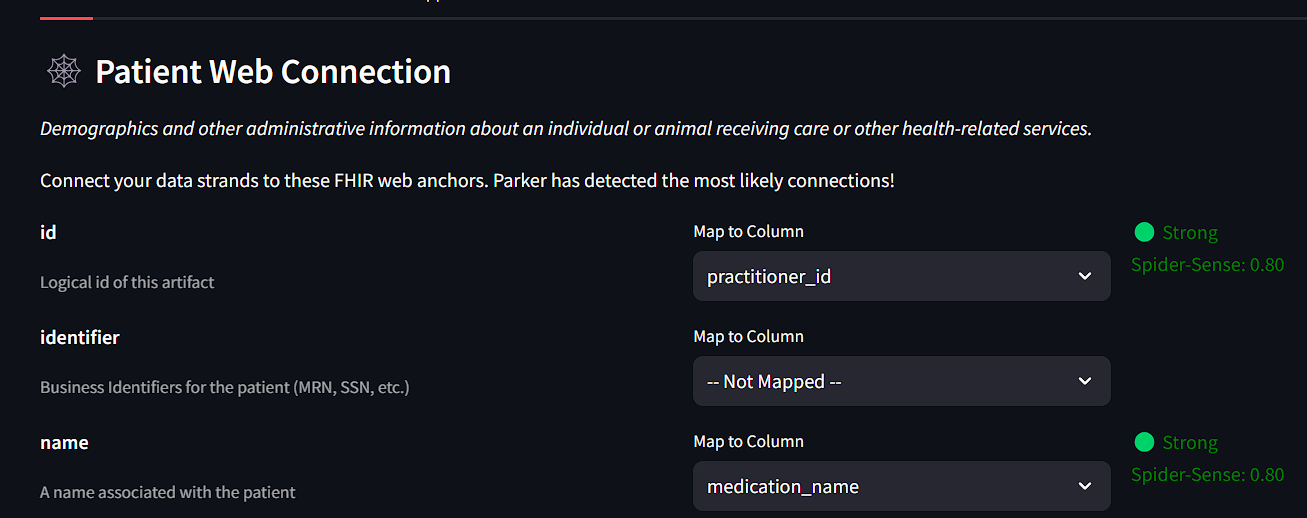 Patient Web Connection
Demographics and other administrative information about an individual or animal receiving care or other health-related services.
Connect your data strands to these FHIR web anchors. Parker has detected the most likely connections!
id
Map to Column
Strong
Logical id of this artifact
practitioner_id
Spider-Sense: 0.80
identifier
Map to Column
Business Identifiers for the patient (MRN, SSN, etc.)
-- Not Mapped --
name
Map to Column
Strong
A name associated with the patient
medication_name
Spider-Sense: 0.80